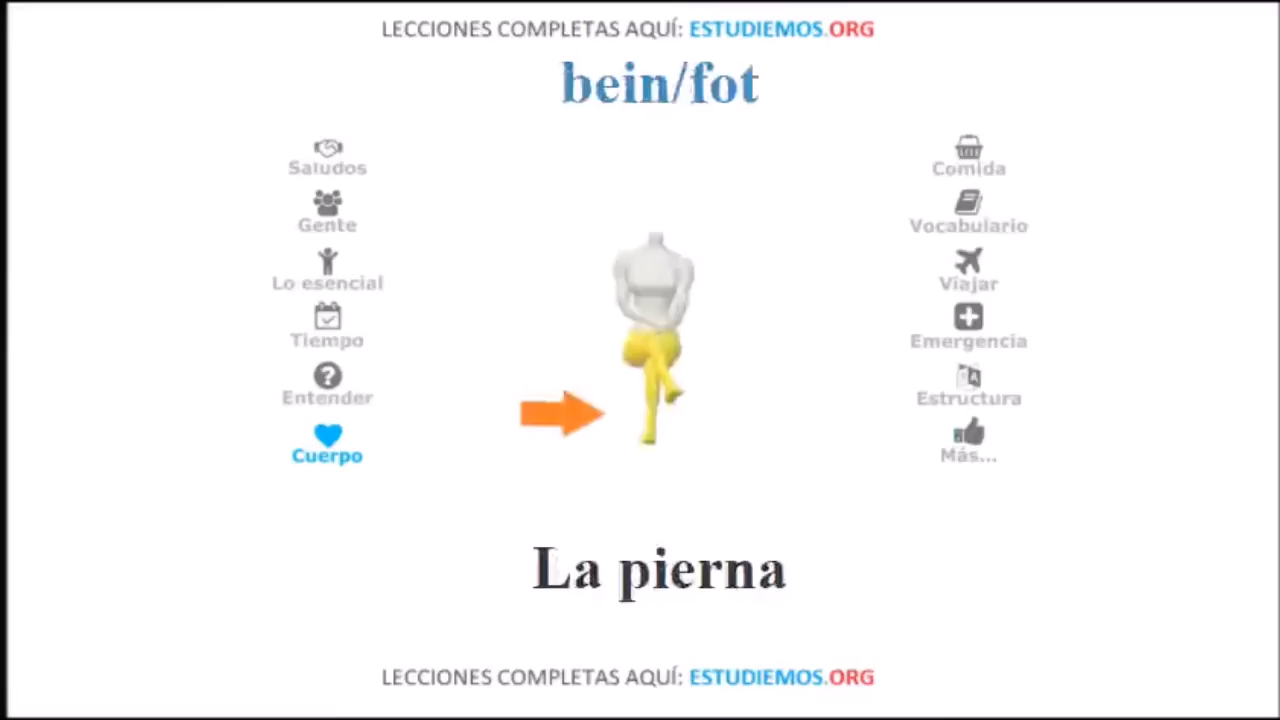 LECCIONES COMPLETAS AQUÍ: ESTUDIEMOS.ORG
bein/fot
Saludos
Gente
Lo esencial
Tiempo
Entender
Cuerpo
Comida
Vocabulario
Viajar
Emergencia
Estructura
Más...
La pierna
LECCIONES COMPLETAS AQUÍ: ESTUDIEMOS.ORG